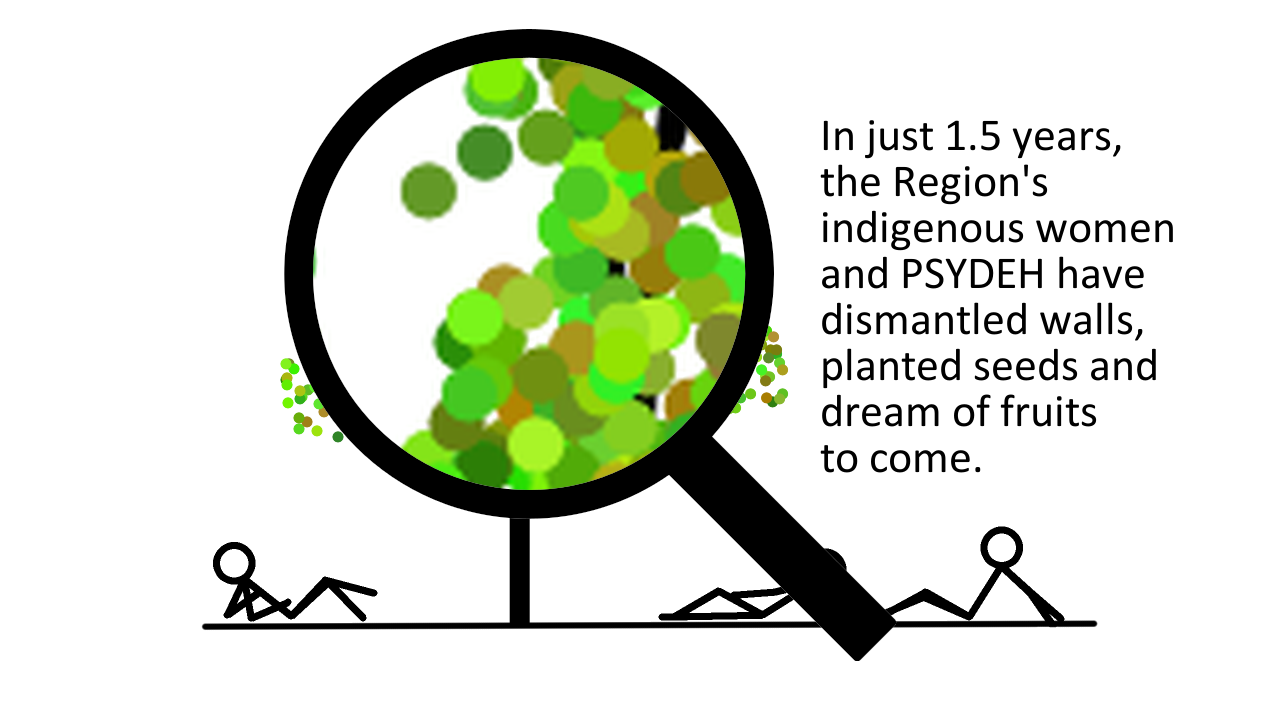 In just 1.5 years,
the Region's
indigenous women
and PSYDEH have
dismantled walls,
planted seeds and
dream of fruits
to come.